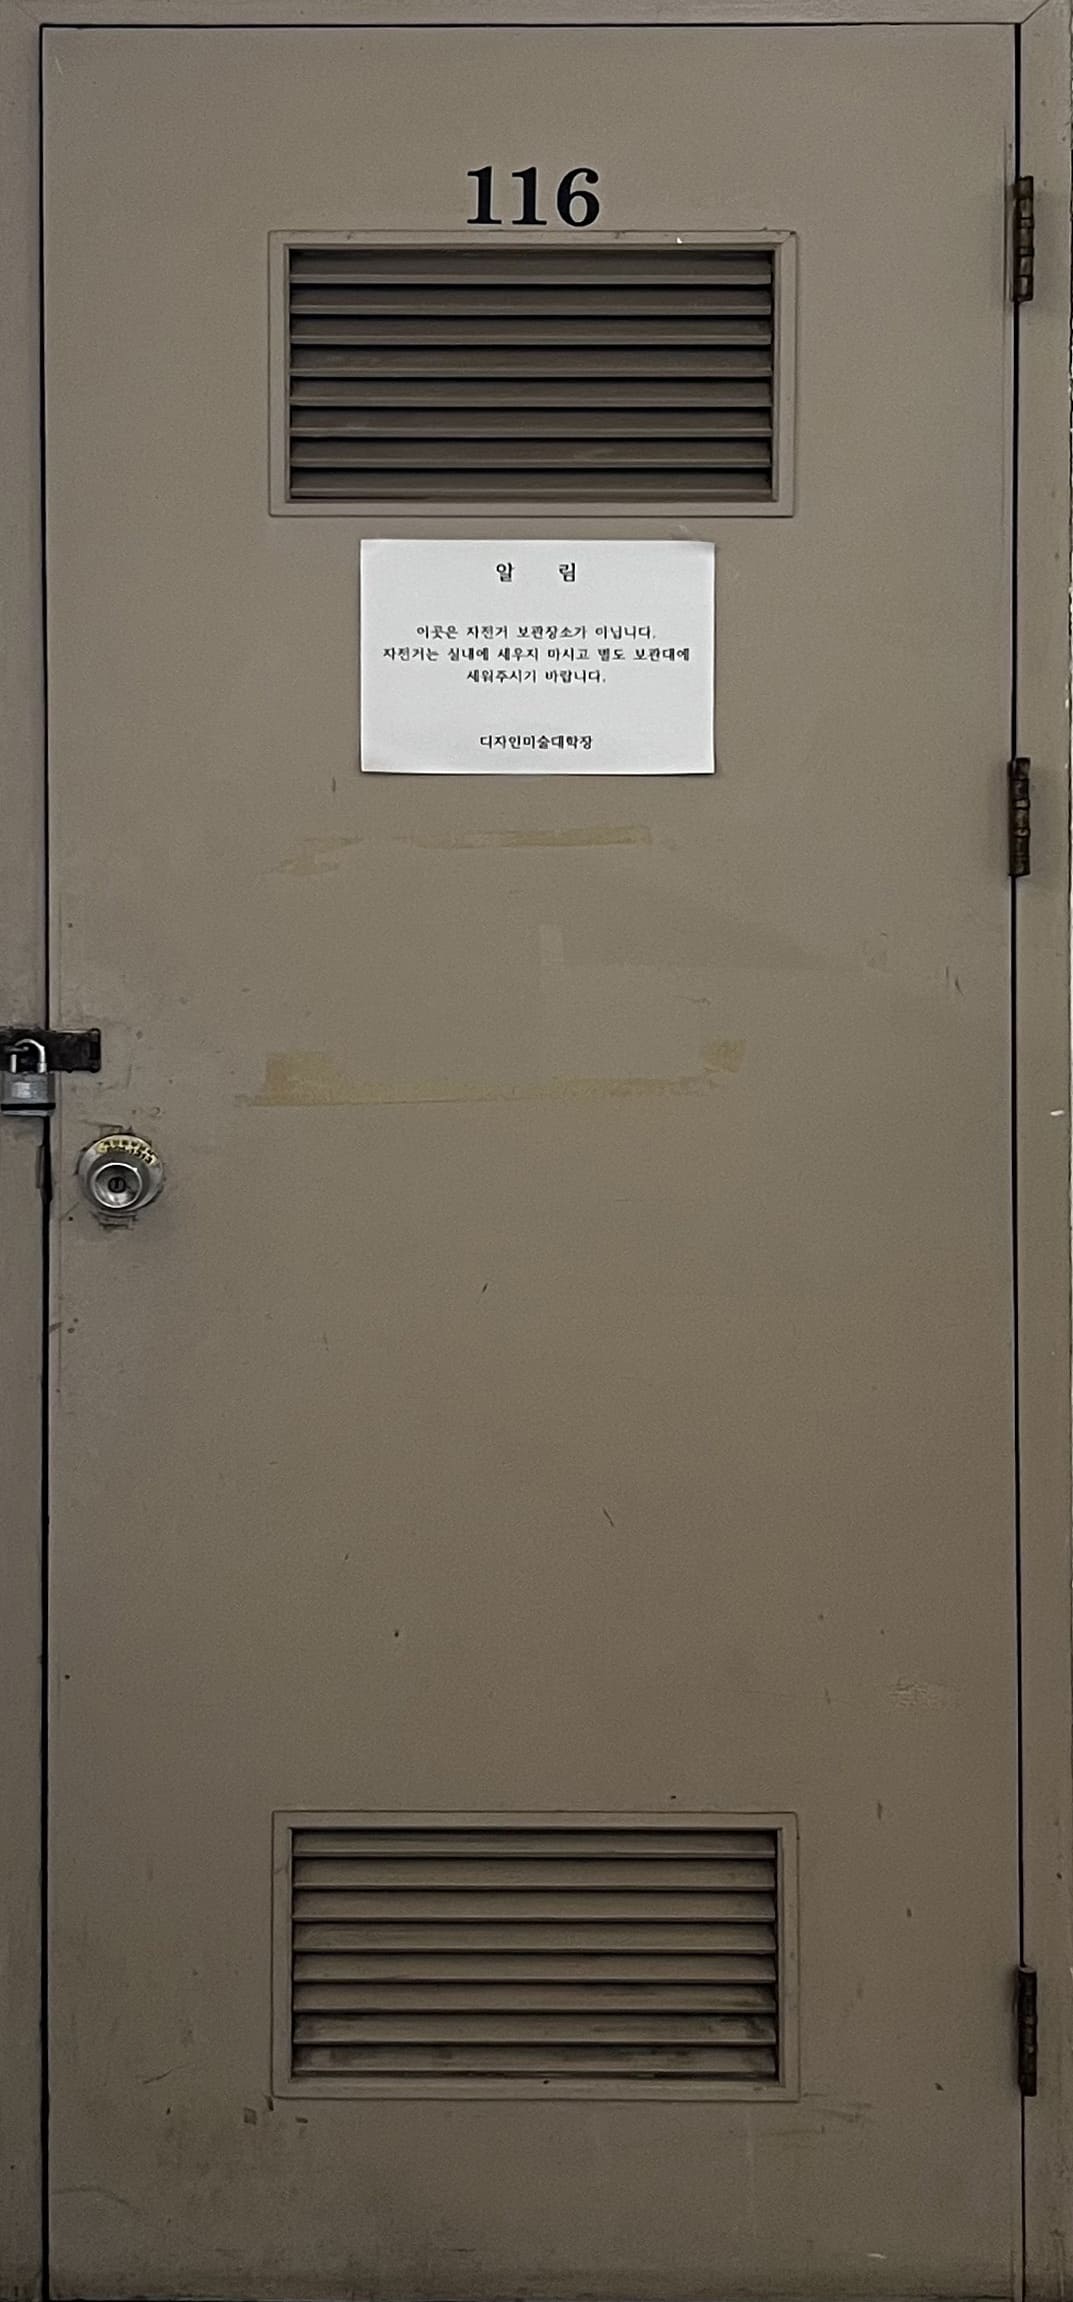 116
알 림
이곳은 자전거 보관장소가 아닙니다.
자전거는 실내에 세우지 마시고 별도 보관대에
세워주시기 바랍니다.
디자인미술대학장